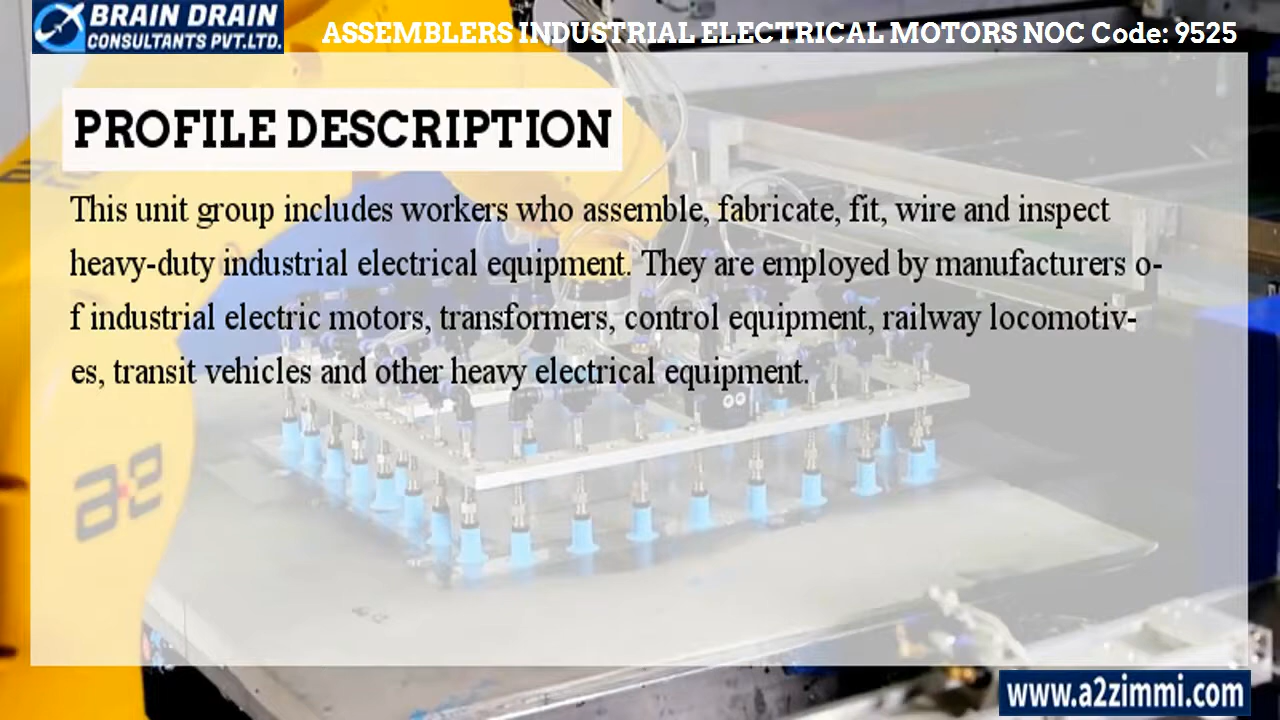 BRAIN DRAIN
CONSULTANTS PVT.LTD.
ASSEMBLERS INDUSTRIAL ELECTRICAL MOTORS NOC Code: 9525
PROFILE DESCRIPTION
This unit group includes workers who assemble, fabricate, fit, wire and inspect
heavy-duty industrial electrical equipment. They are employed by manufacturers o-
f industrial electric motors, transformers, control equipment, railway locomotiv-
es, transit vehicles and other heavy electrical equipment.
www.a2zimmi.com